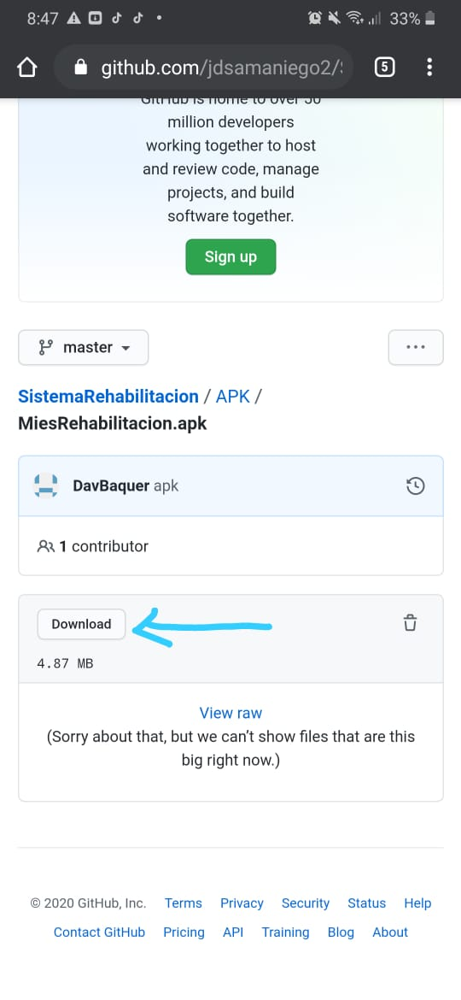 8:47
33%
github.com/jdsamaniego2/
5
GitHub is home to over 50
million developers
working together to host
and review code, manage
projects, and build
software together.
Sign up
master
SistemaRehabilitacion / APK /
MiesRehabilitacion.apk
DavBaquer apk
1 contributor
Download
4.87 MB
View raw
(Sorry about that, but we can’t show files that are this
big right now.)
© 2020 GitHub, Inc. Terms Privacy Security Status Help
Contact GitHub Pricing API Training Blog About